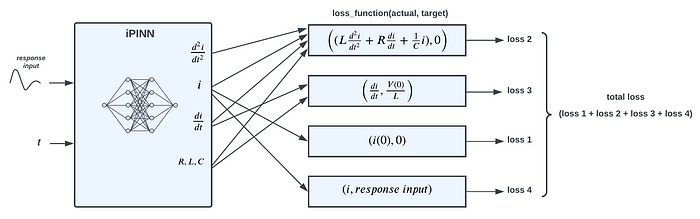 loss_function(actual, target)
iPINN
response
input
t
d²i/dt²
i
di/dt
R, L, C
((L d²i/dt² + R di/dt + 1/C i), 0)
loss 2
(di/dt, V(0)/L)
loss 3
(i(0), 0)
loss 1
(i, response input)
loss 4
total loss
(loss 1 + loss 2 + loss 3 + loss 4)